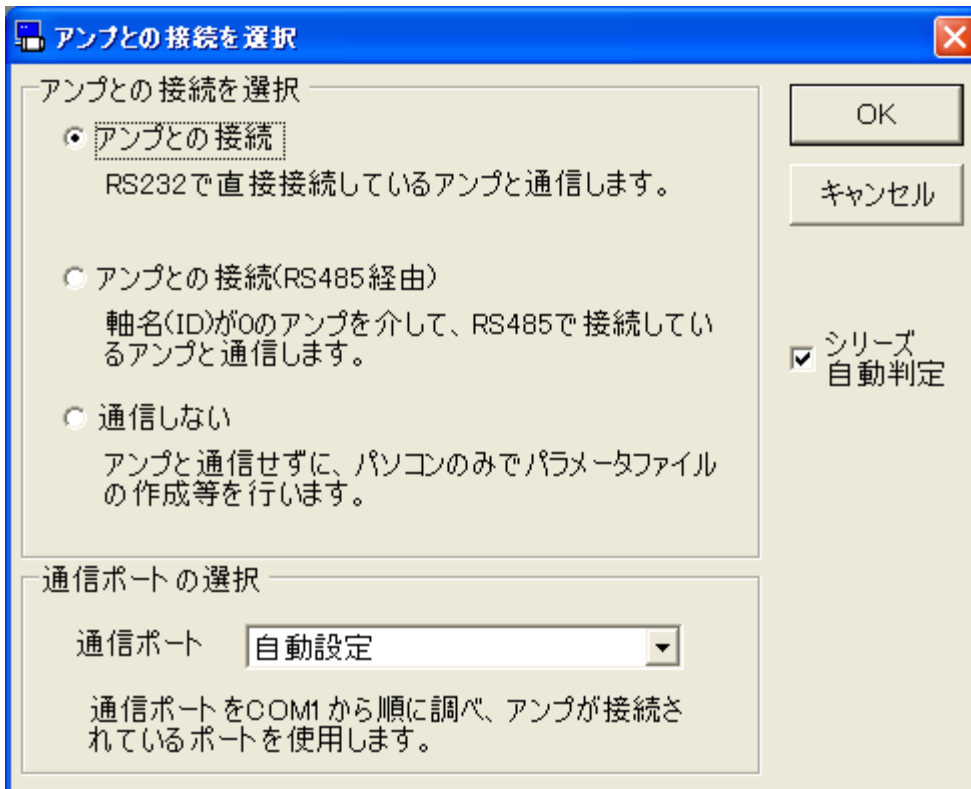 アンプとの接続を選択
アンプとの接続を選択
アンプとの接続
RS232で直接接続しているアンプと通信します。
アンプとの接続(RS485経由)
軸名(ID)が0のアンプを介して、RS485で接続してい
るアンプと通信します。
通信しない
アンプと通信せずに、パソコンのみでパラメータファイル
の作成等を行います。
OK
キャンセル
シリーズ
自動判定
通信ポートの選択
通信ポート 自動設定
通信ポートをCOM1から順に調べ、アンプが接続さ
れているポートを使用します。